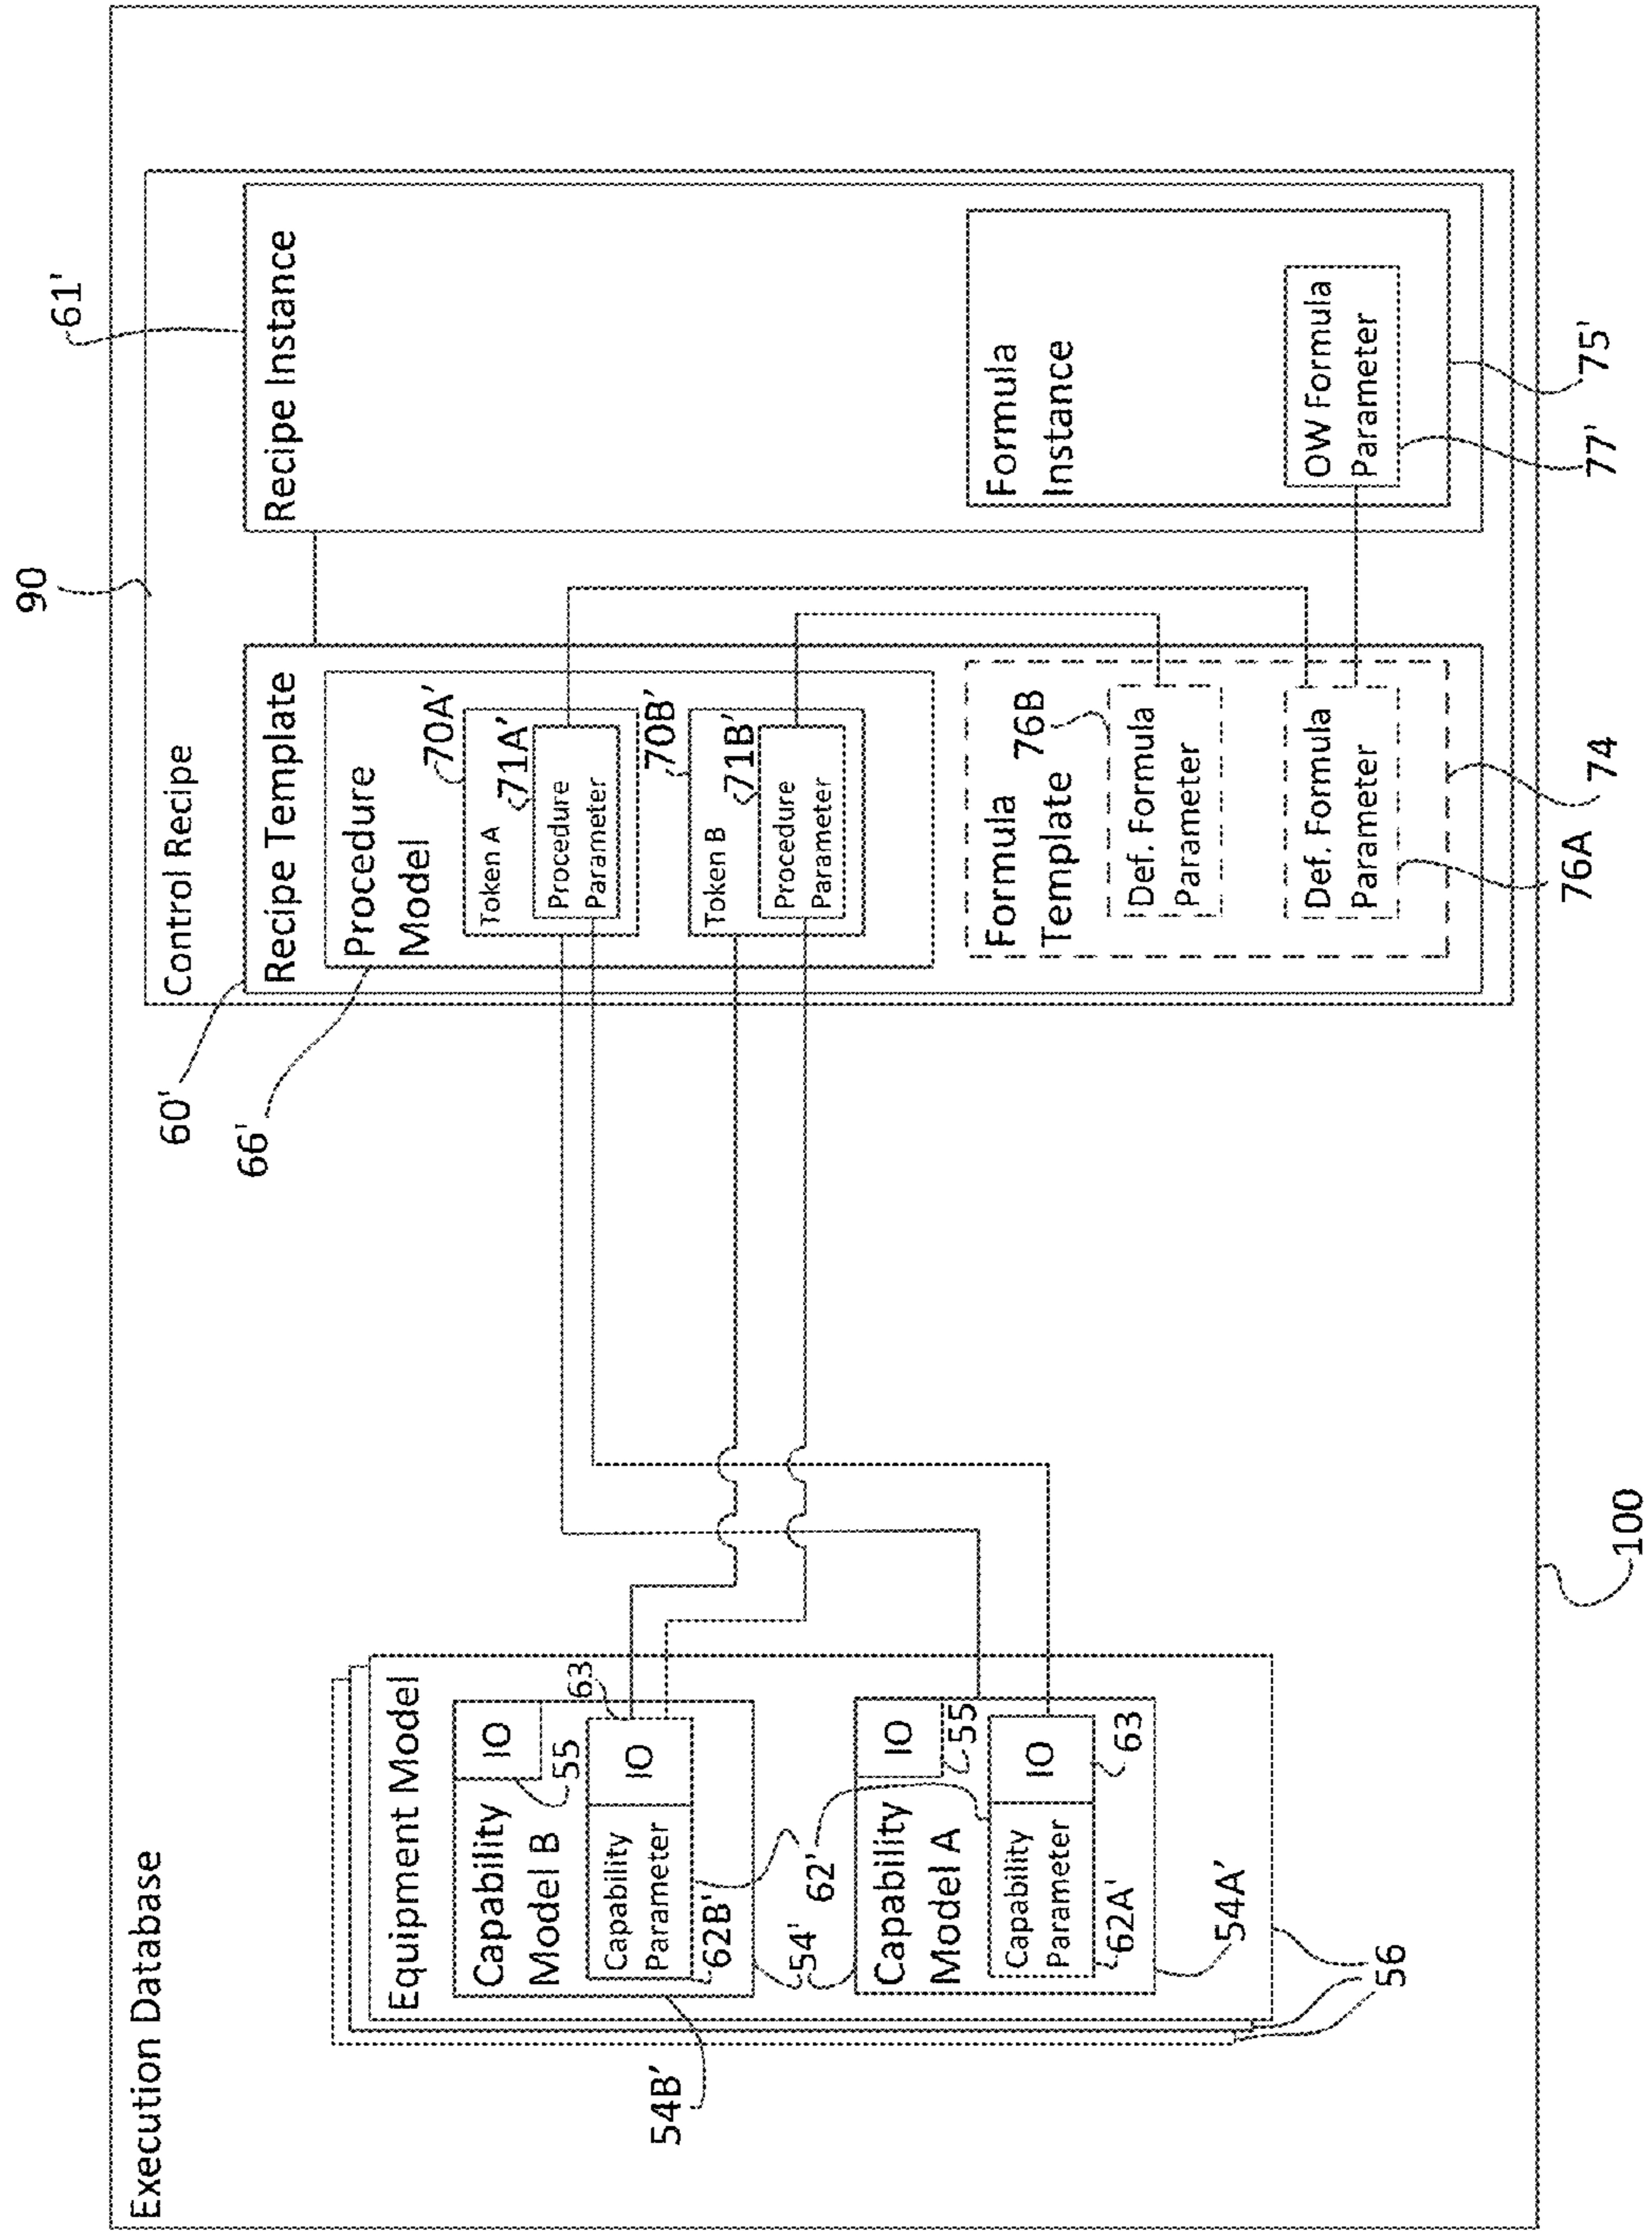 Execution Database
Equipment Model
Capability
Model B
IO
55
63
Capability
Parameter
IO
62B'
54B'
54'
62'
Capability
Model A
IO
55
Capability
Parameter
IO
63
62A'
54A'
56
100
90
Control Recipe
60'
66'
Recipe Template
Procedure
Model
Token A
70A'
71A'
Procedure
Parameter
Token B
70B'
71B'
Procedure
Parameter
Formula
Template
76B
Def. Formula
Parameter
Def. Formula
Parameter
76A
74
61'
Recipe Instance
Formula
Instance
OW Formula
Parameter
77'
75'